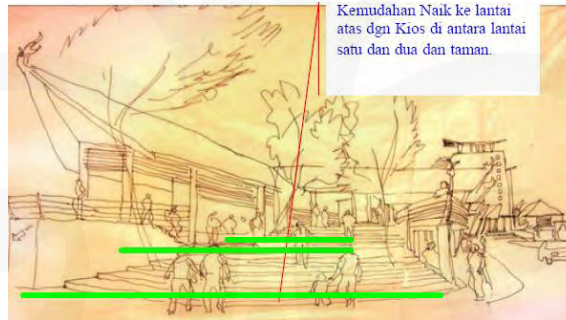 Kemudahan Naik ke lantai
atas dgn Kios di antara lantai
satu dan dua dan taman.